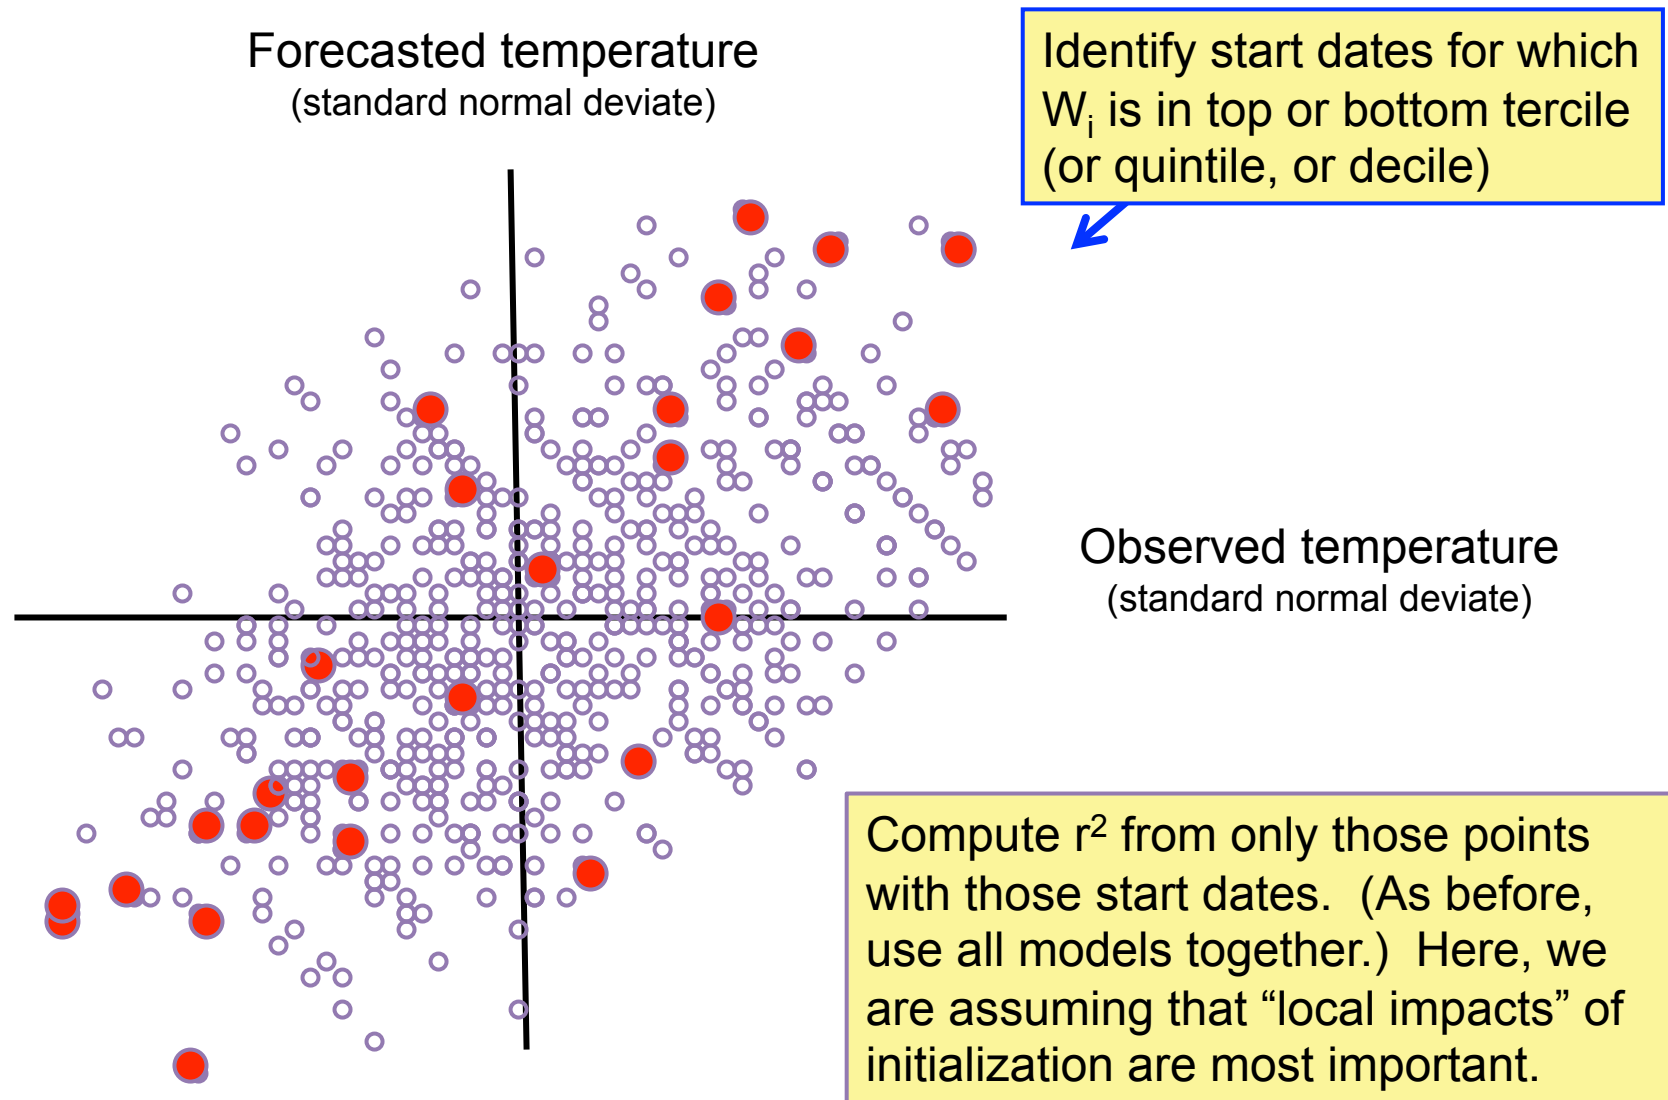 Forecasted temperature
(standard normal deviate)
Identify start dates for which
Wi is in top or bottom tercile
(or quintile, or decile)
Observed temperature
(standard normal deviate)
Compute r2 from only those points
with those start dates.  (As before,
use all models together.)  Here, we
are assuming that “local impacts” of
initialization are most important.